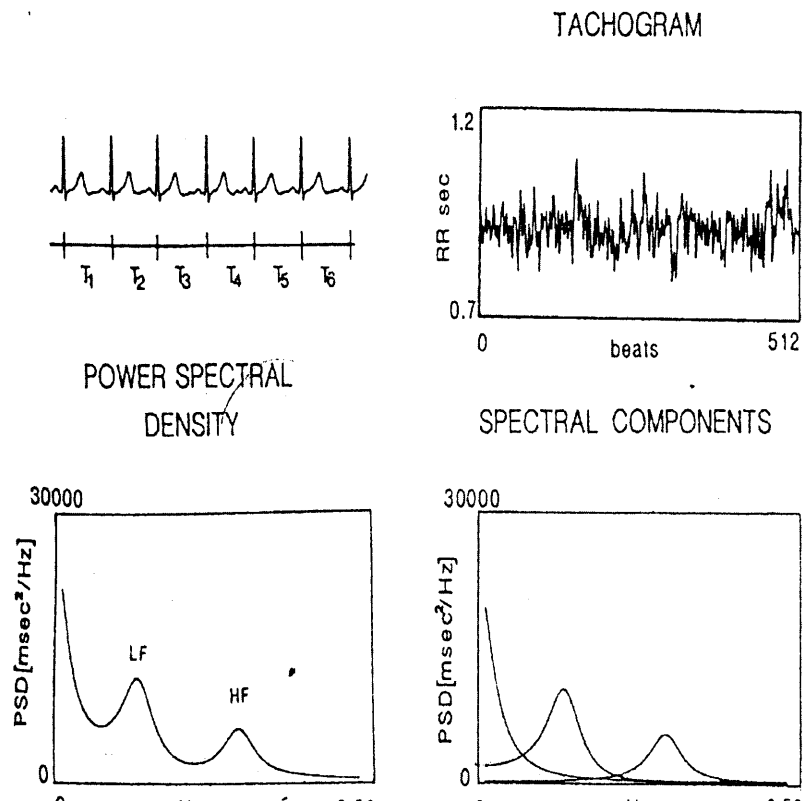 TACHOGRAM
T1 T2 T3 T4 T5 T6
1.2
RR sec
0.7
0 beats 512
POWER SPECTRAL
DENSITY
30000
PSD[msec²/Hz]
LF
HF
0
SPECTRAL COMPONENTS
30000
PSD[msec²/Hz]
0